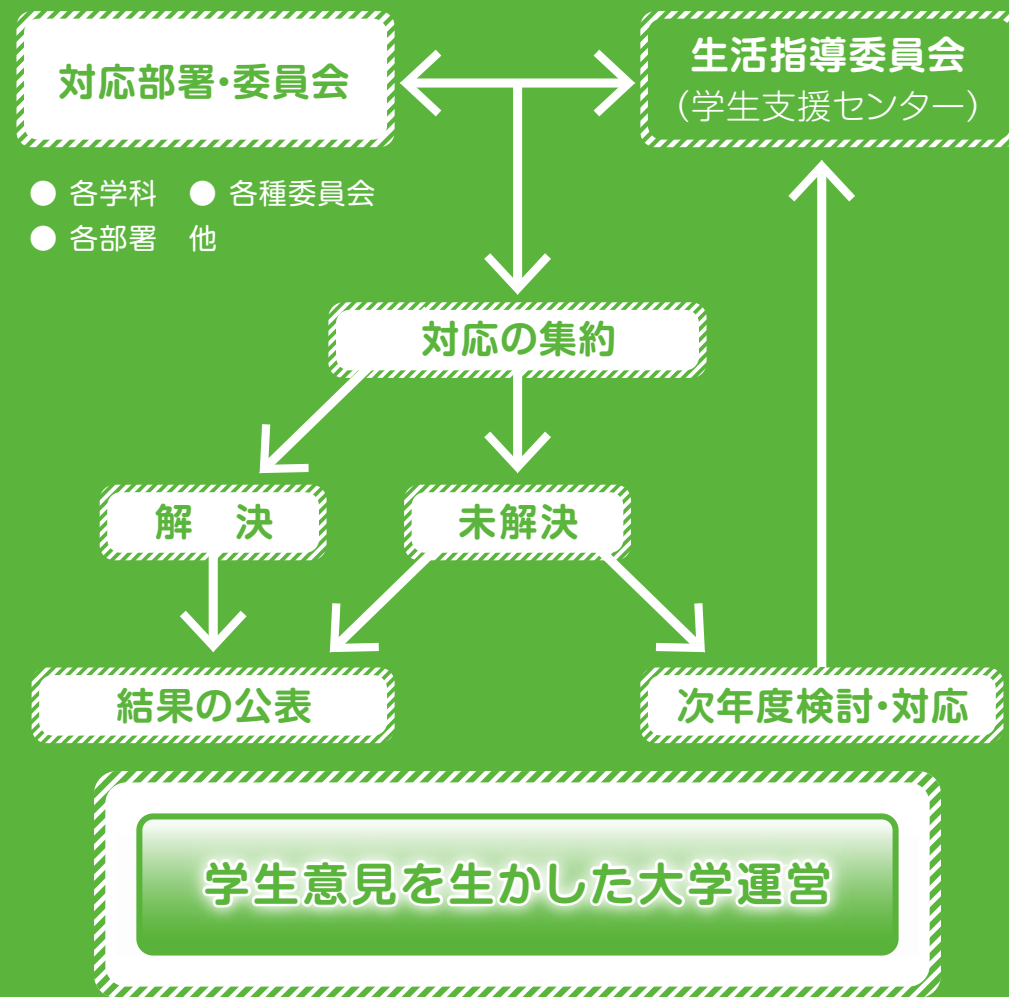 対応部署・委員会
生活指導委員会
（学生支援センター）
● 各学科 ● 各種委員会
● 各部署 他
対応の集約
解 決
未解決
結果の公表
次年度検討・対応
学生意見を生かした大学運営